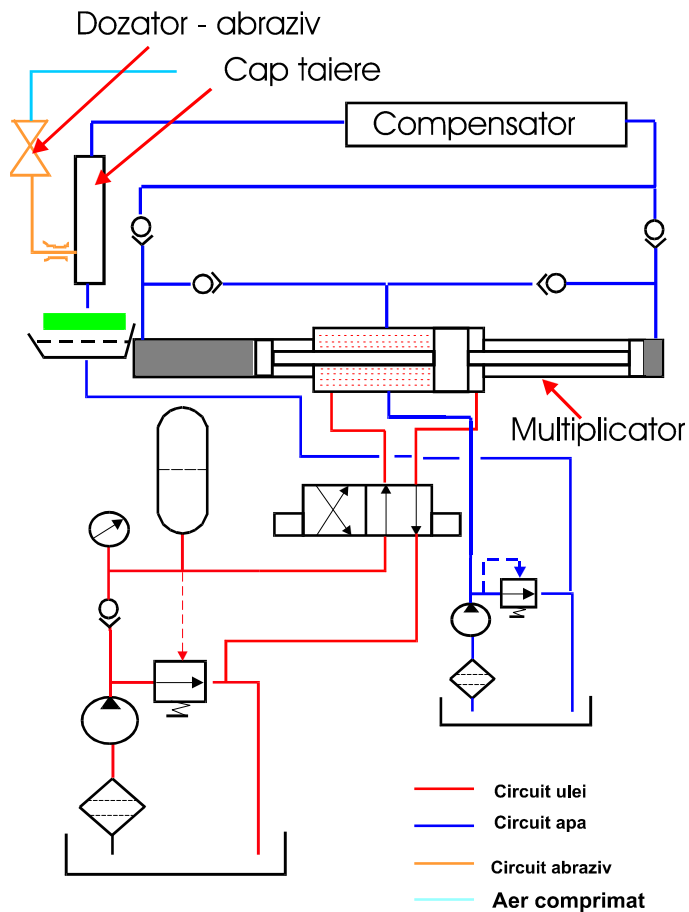 Dozator - abraziv
Cap taiere
Compensator
Multiplicator
Circuit ulei
Circuit apa
Circuit abraziv
Aer comprimat